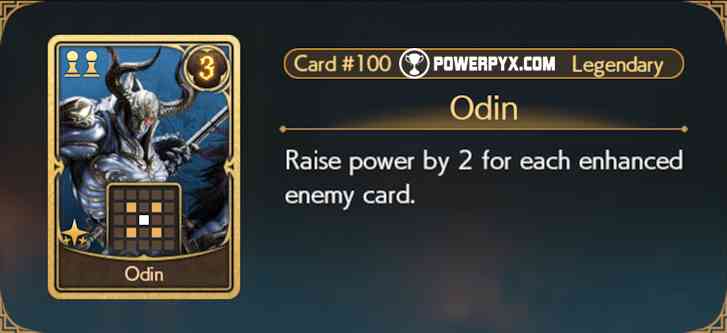 3
Odin
Card #100 POWERPYX.COM Legendary
Odin
Raise power by 2 for each enhanced
enemy card.